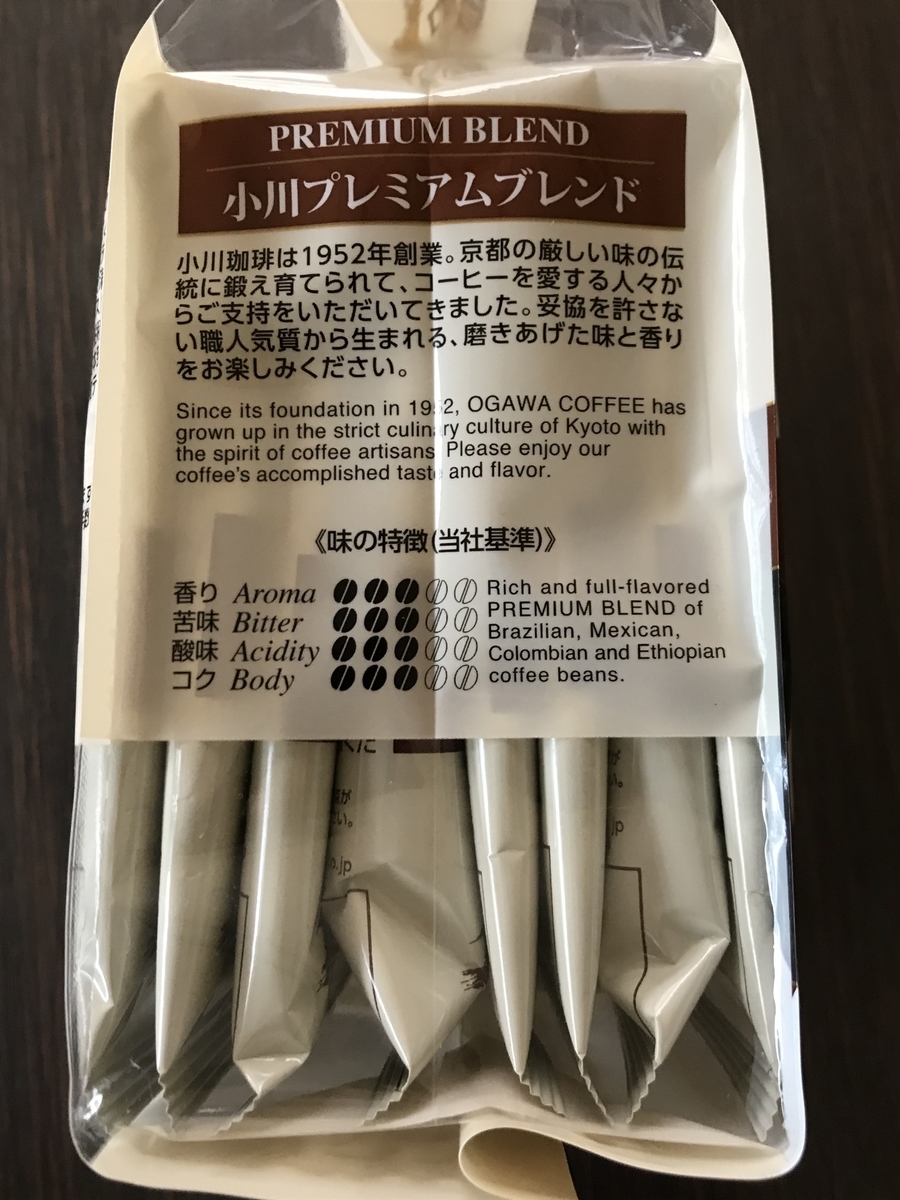 PREMIUM BLEND
小川プレミアムブレンド
小川珈琲は1952年創業。京都の厳しい味の伝
統に鍛え育てられて、コーヒーを愛する人々か
らご支持をいただいてきました。妥協を許さな
い職人気質から生まれる、磨きあげた味と香り
をお楽しみください。
Since its foundation in 1952, OGAWA COFFEE has
grown up in the strict culinary culture of Kyoto with
the spirit of coffee artisans. Please enjoy our
coffee's accomplished taste and flavor.
《味の特徴(当社基準)》
香り Aroma
苦味 Bitter
酸味 Acidity
コク Body
Rich and full-flavored
PREMIUM BLEND of
Brazilian, Mexican,
Colombian and Ethiopian
coffee beans.